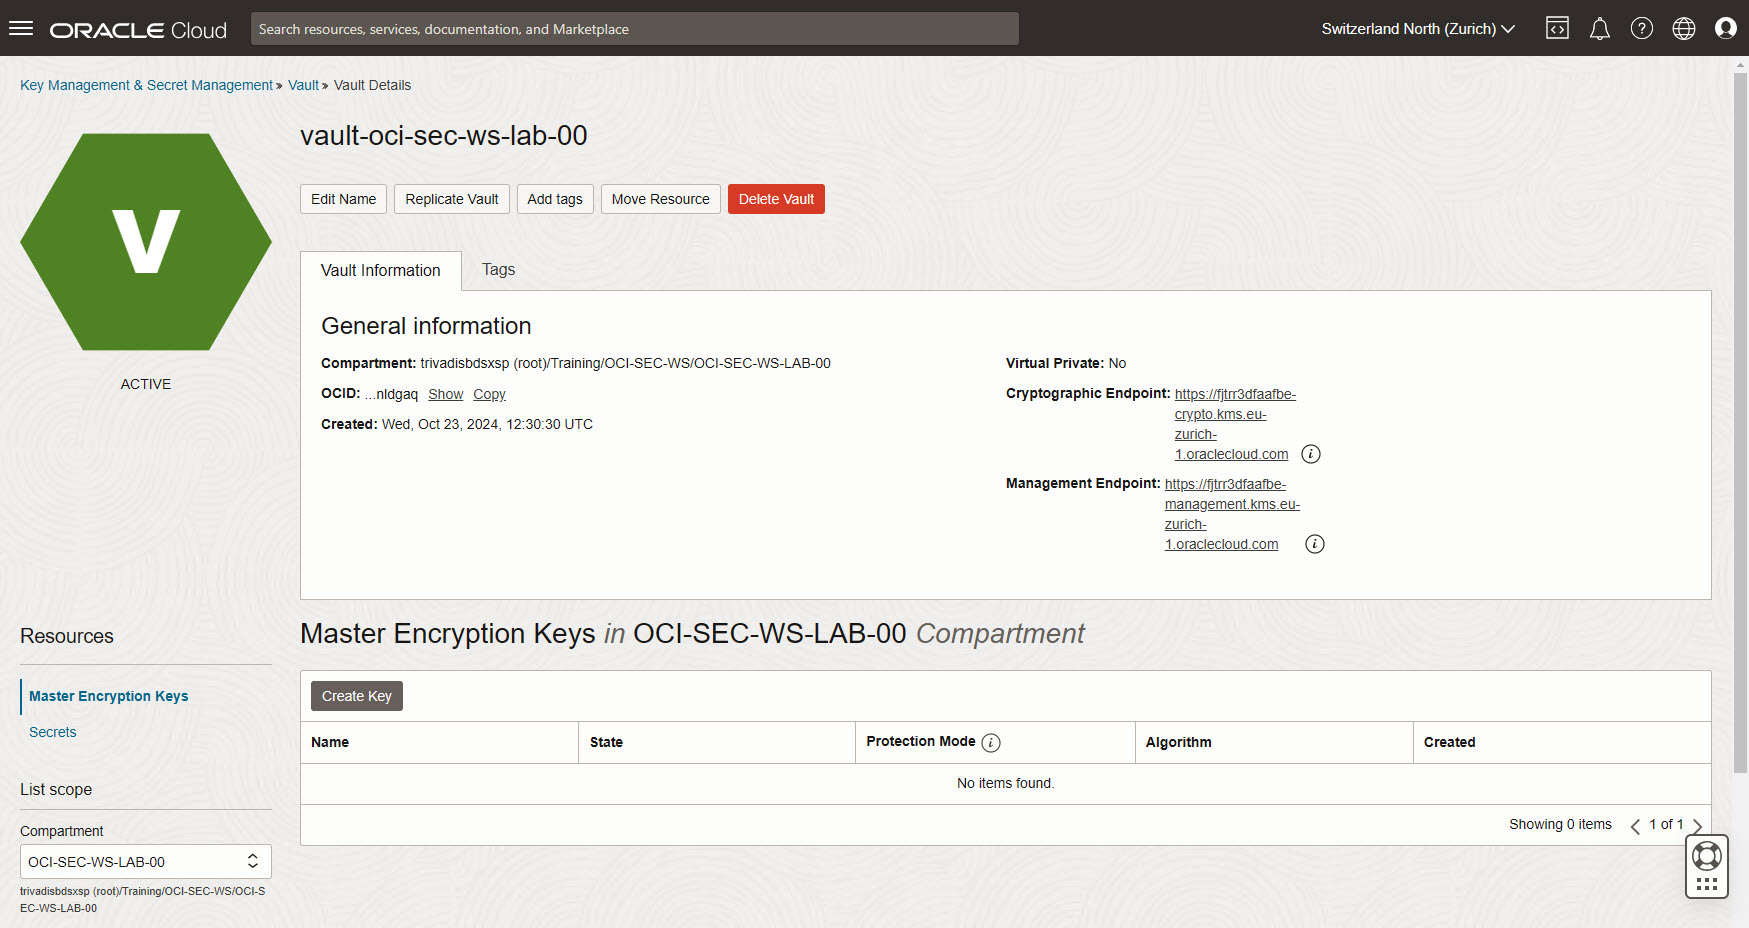 ORACLE Cloud
Search resources, services, documentation, and Marketplace
Switzerland North (Zurich)
Key Management & Secret Management » Vault » Vault Details
V
ACTIVE
vault-oci-sec-ws-lab-00
Edit Name Replicate Vault Add tags Move Resource Delete Vault
Vault Information Tags
General information
Compartment: trivadisbdsxsp (root)/Training/OCI-SEC-WS/OCI-SEC-WS-LAB-00
OCID: ...nldgaq Show Copy
Created: Wed, Oct 23, 2024, 12:30:30 UTC
Virtual Private: No
Cryptographic Endpoint: https://fjtrr3dfaafbe-
crypto.kms.eu-
zurich-
1.oraclecloud.com
Management Endpoint: https://fjtrr3dfaafbe-
management.kms.eu-
zurich-
1.oraclecloud.com
Resources
Master Encryption Keys
Secrets
List scope
Compartment
OCI-SEC-WS-LAB-00
trivadisbdsxsp (root)/Training/OCI-SEC-WS/OCI-S
EC-WS-LAB-00
Master Encryption Keys in OCI-SEC-WS-LAB-00 Compartment
Create Key
Name State Protection Mode Algorithm Created
No items found.
Showing 0 items 1 of 1